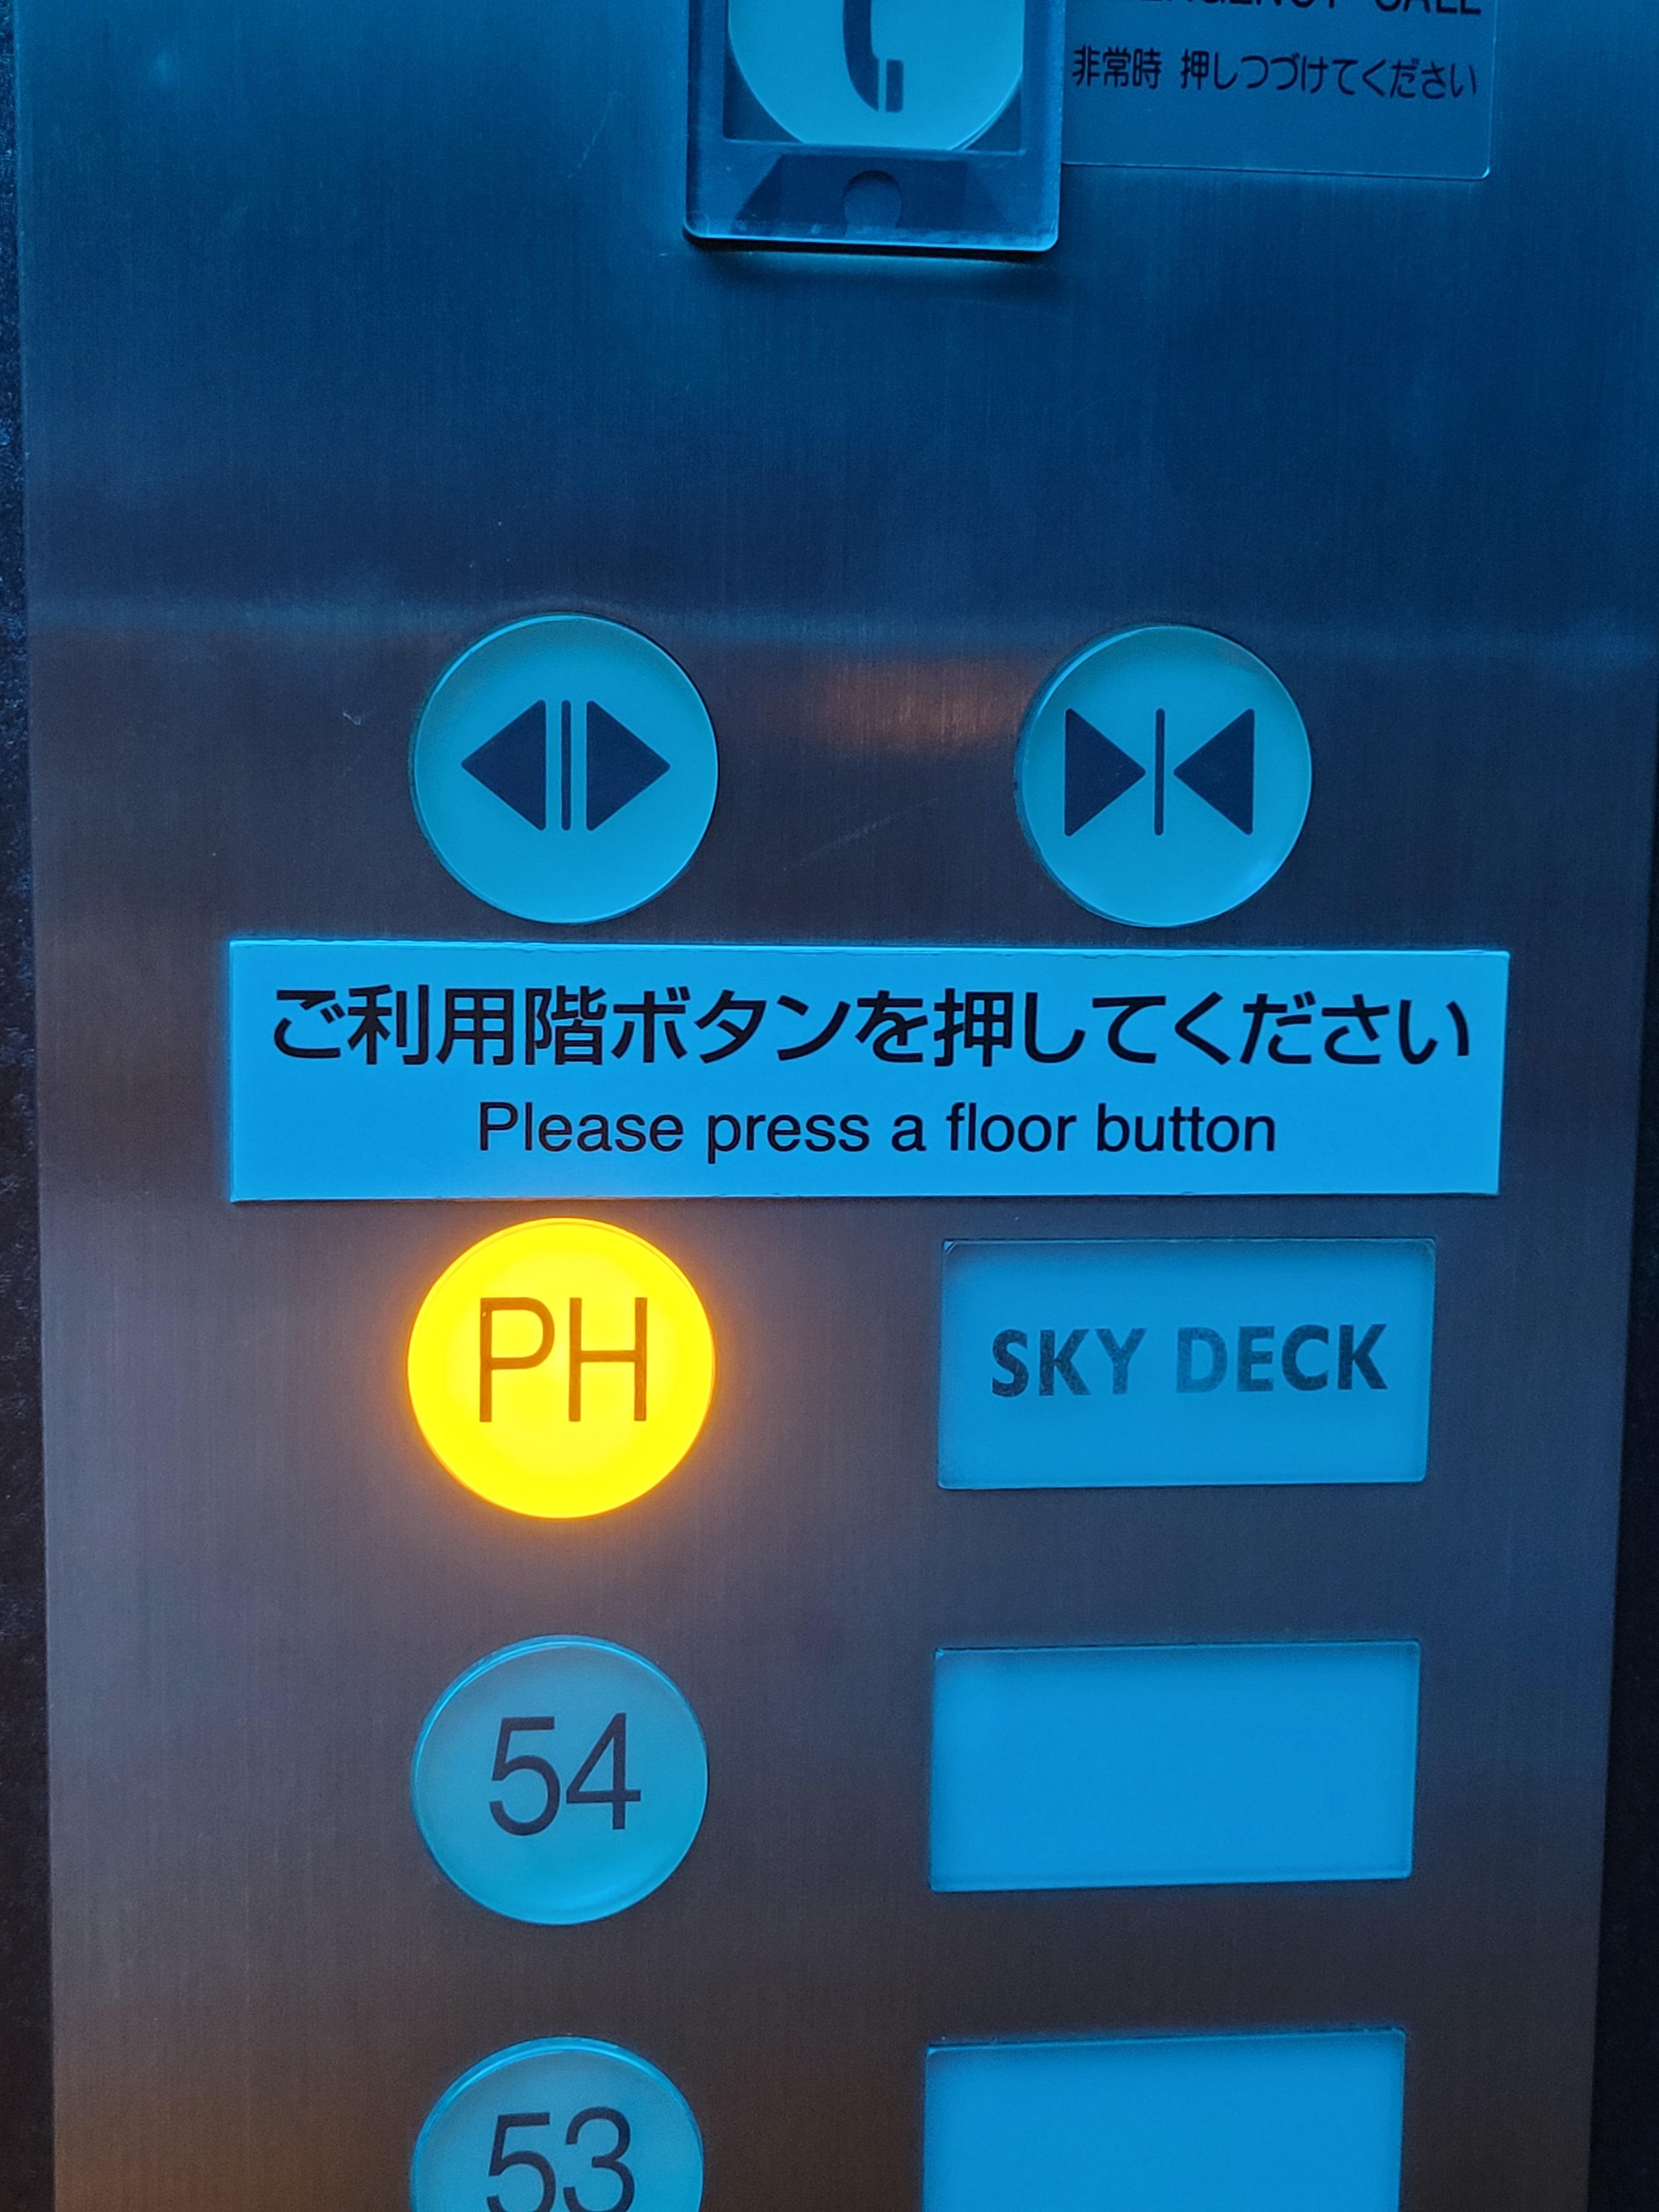 CALL
非常時 押しつづけてください
ご利用階ボタンを押してください
Please press a floor button
PH
SKY DECK
54
53